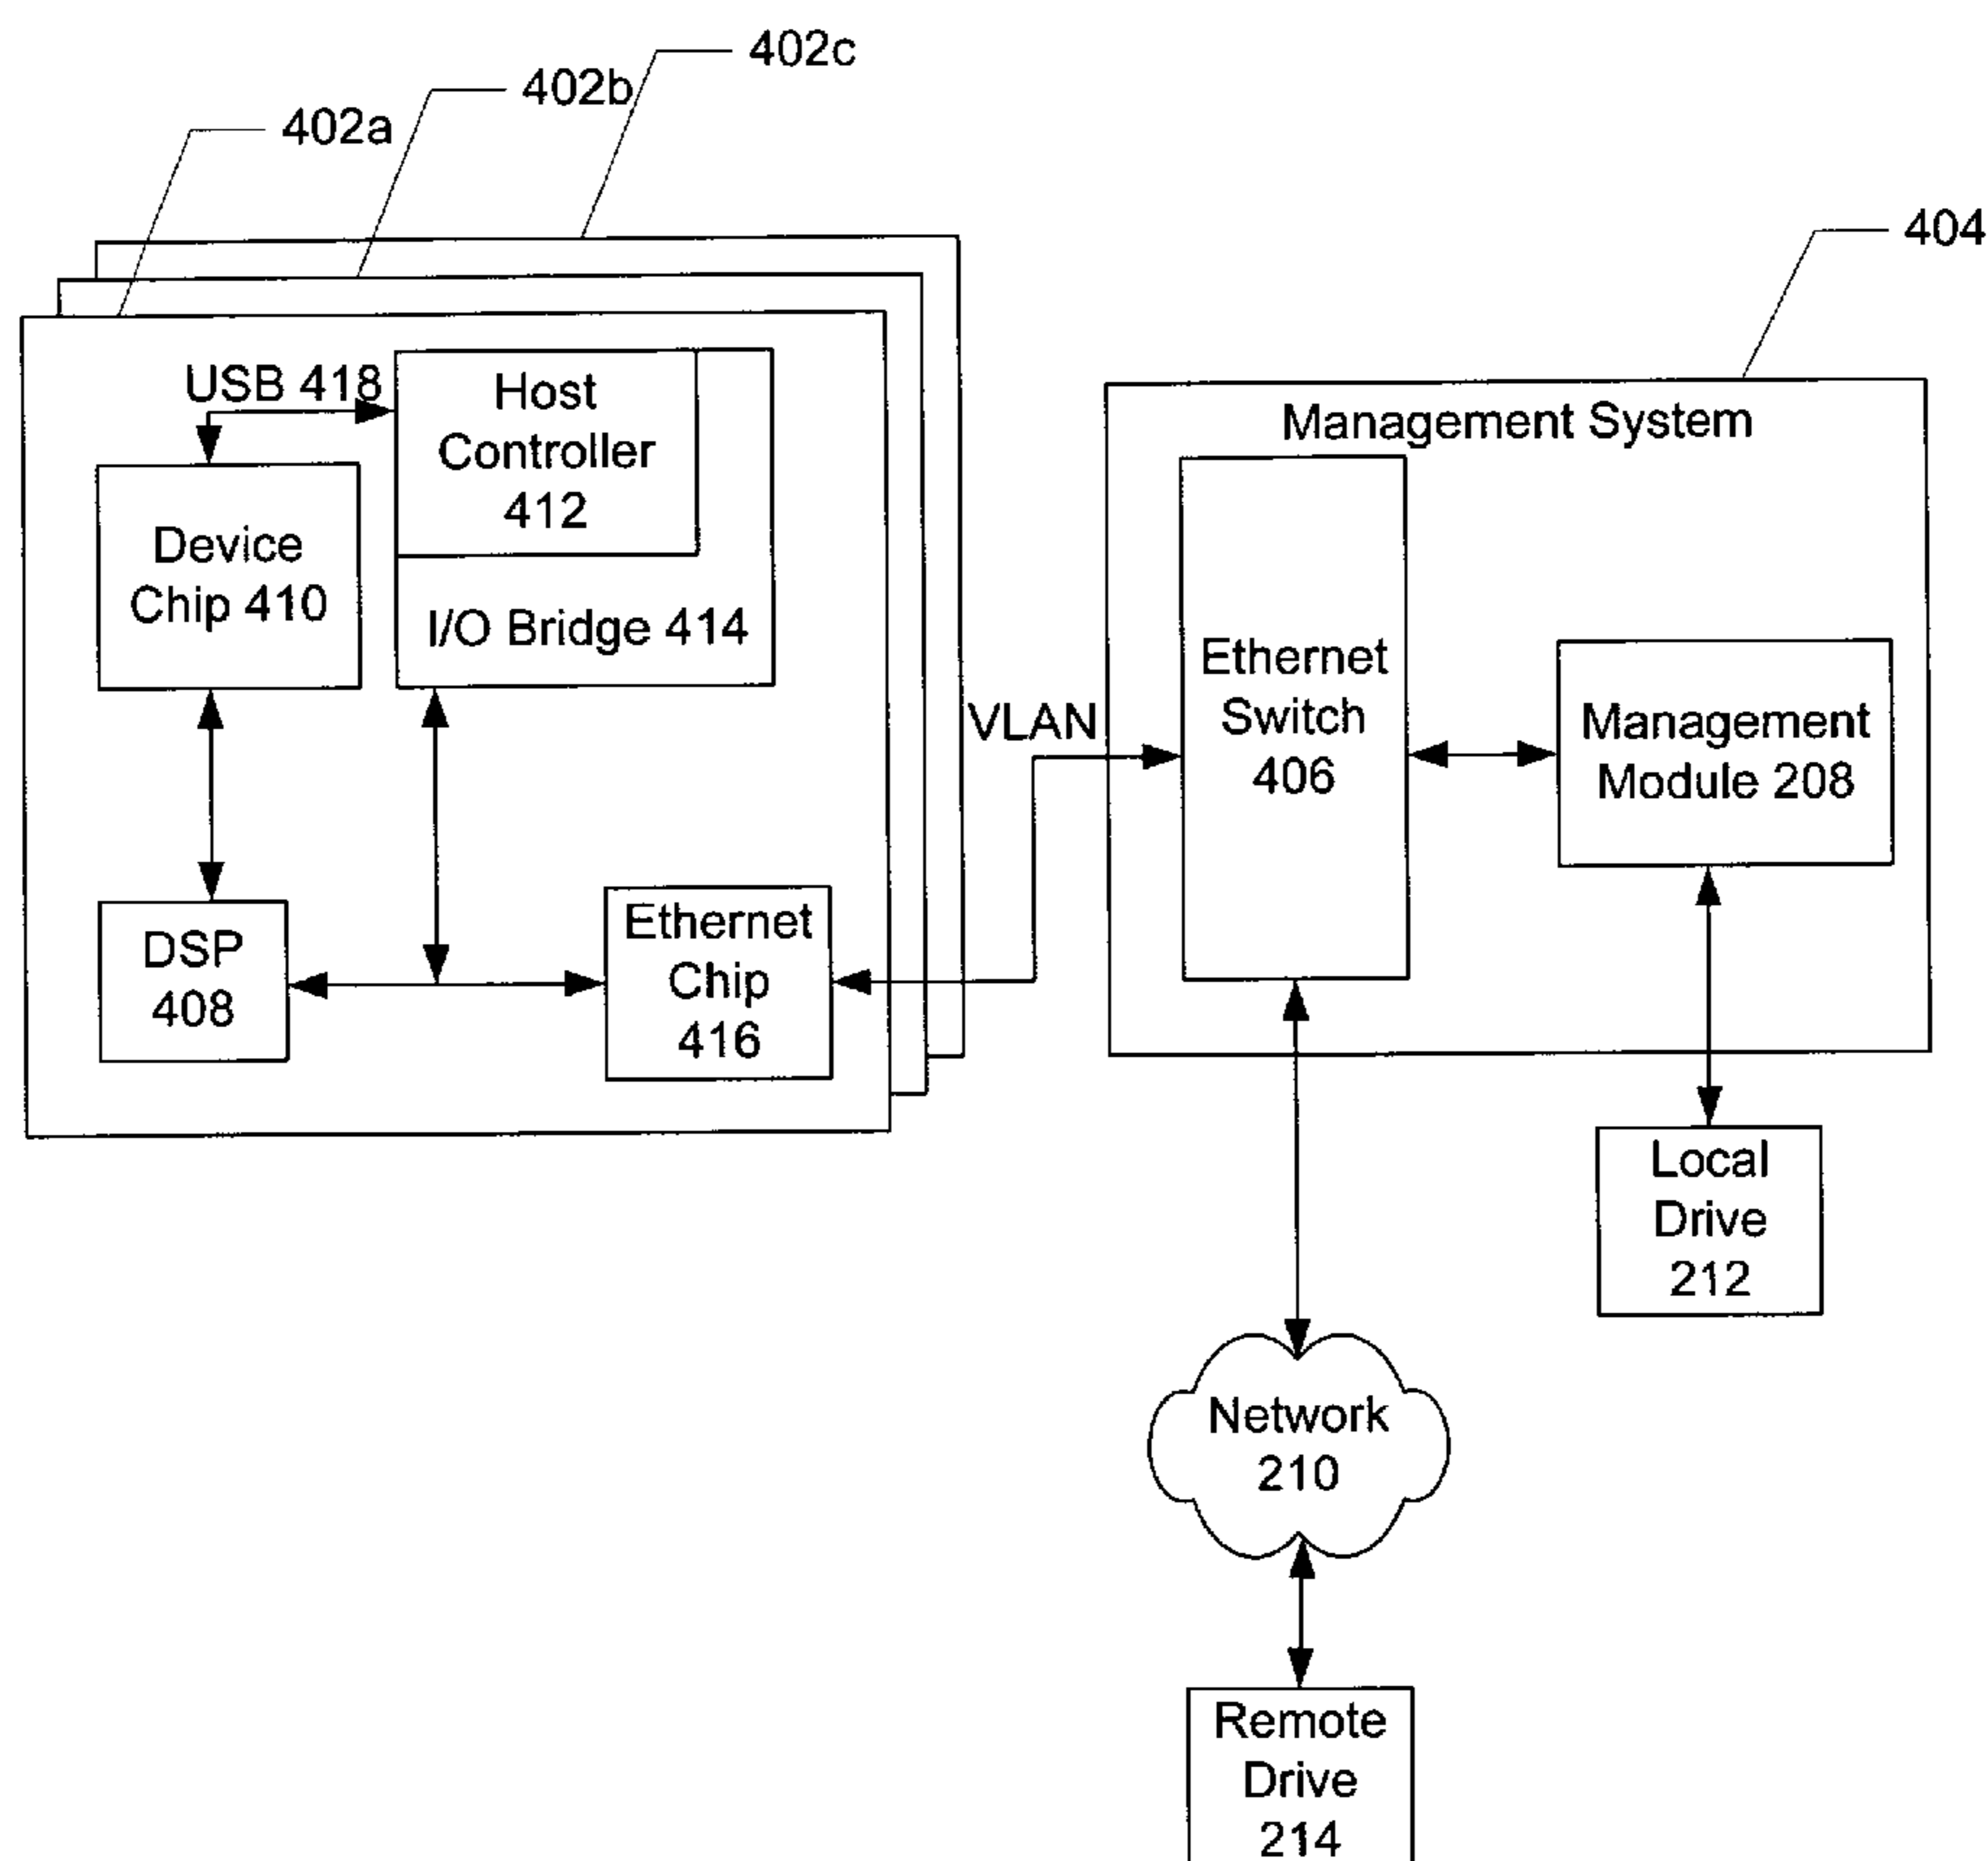 402c
402b
402a
404
USB 418
Host
Controller
412
Management System
Device
Chip 410
I/O Bridge 414
Ethernet
Switch
406
VLAN
Management
Module 208
DSP
408
Ethernet
Chip
416
Local
Drive
212
Network
210
Remote
Drive
214